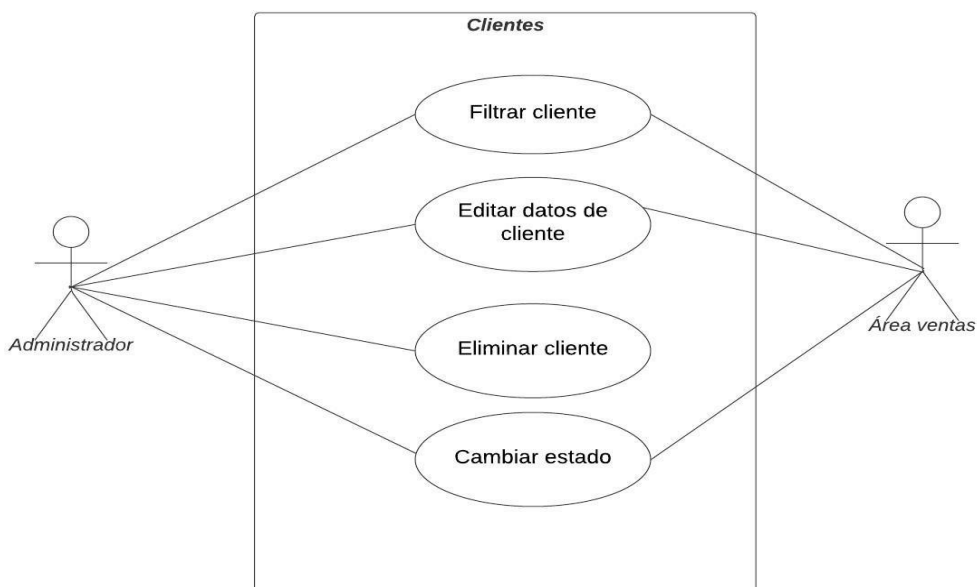 Clientes
Filtrar cliente
Editar datos de
cliente
Administrador
Área ventas
Eliminar cliente
Cambiar estado